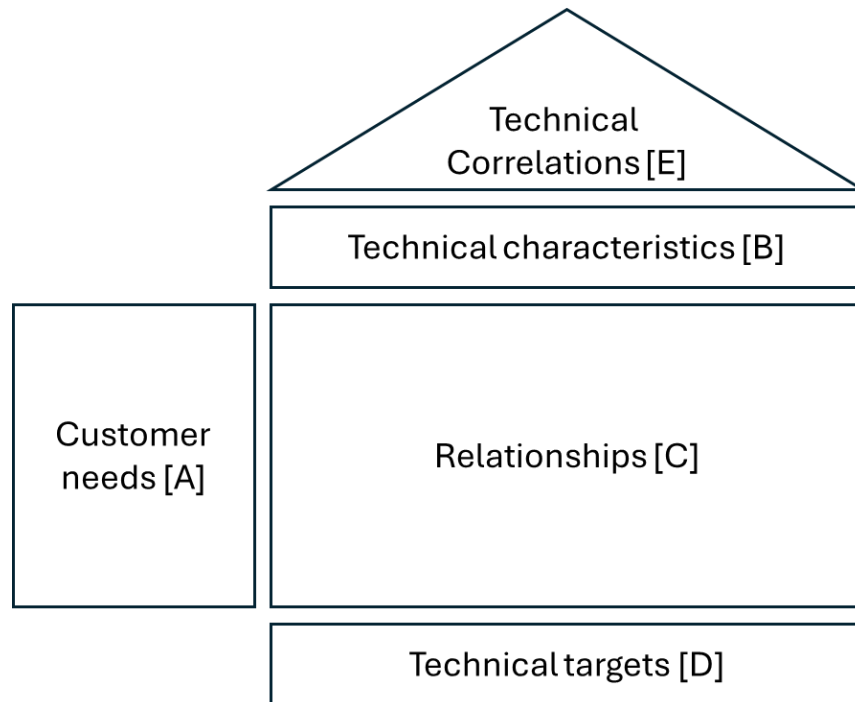 Technical
Correlations [E]
Technical characteristics [B]
Customer
needs [A]
Relationships [C]
Technical targets [D]